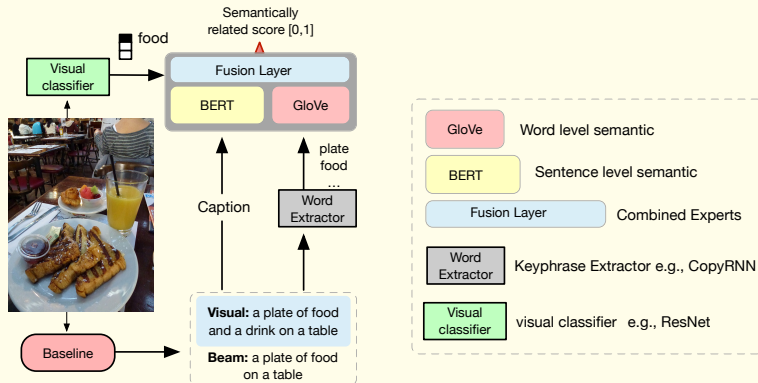 Semantically
related score [0,1]
food
Visual
classifier
Fusion Layer
BERT
GloVe
plate
food
...
Caption
Word
Extractor
Visual: a plate of food
and a drink on a table
Beam: a plate of food
on a table
Baseline
GloVe
Word level semantic
BERT
Sentence level semantic
Fusion Layer
Combined Experts
Word
Extractor
Keyphrase Extractor e.g., CopyRNN
Visual
classifier
visual classifier e.g., ResNet